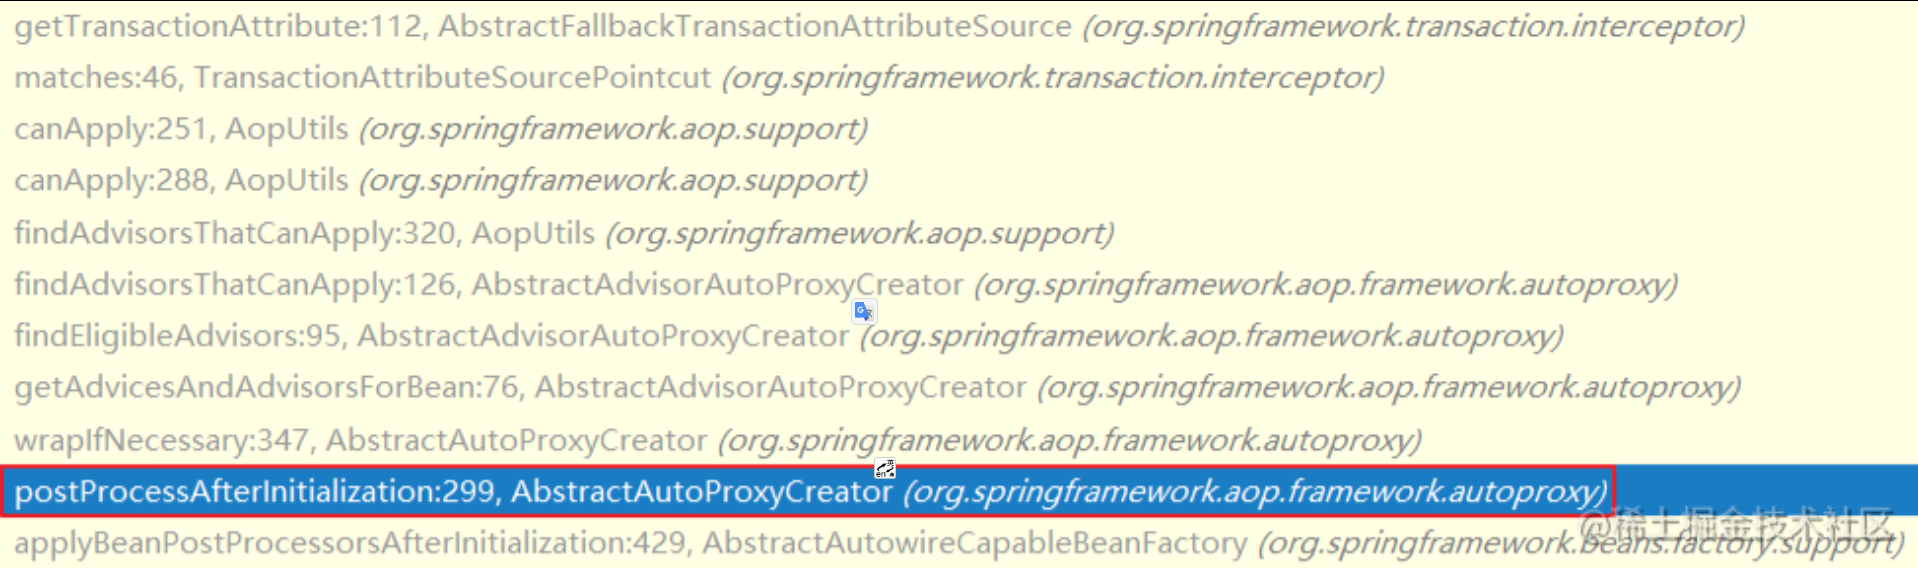 getTransactionAttribute:112, AbstractFallbackTransactionAttributeSource (org.springframework.transaction.interceptor)
matches:46, TransactionAttributeSourcePointcut (org.springframework.transaction.interceptor)
canApply:251, AopUtils (org.springframework.aop.support)
canApply:288, AopUtils (org.springframework.aop.support)
findAdvisorsThatCanApply:320, AopUtils (org.springframework.aop.support)
findAdvisorsThatCanApply:126, AbstractAdvisorAutoProxyCreator (org.springframework.aop.framework.autoproxy)
findEligibleAdvisors:95, AbstractAdvisorAutoProxyCreator (org.springframework.aop.framework.autoproxy)
getAdvicesAndAdvisorsForBean:76, AbstractAdvisorAutoProxyCreator (org.springframework.aop.framework.autoproxy)
wrapIfNecessary:347, AbstractAutoProxyCreator (org.springframework.aop.framework.autoproxy)
postProcessAfterInitialization:299, AbstractAutoProxyCreator (org.springframework.aop.framework.autoproxy)
@稀土掘金技术社区
applyBeanPostProcessorsAfterInitialization:429, AbstractAutowireCapableBeanFactory (org.springframework.beans.factory.support)